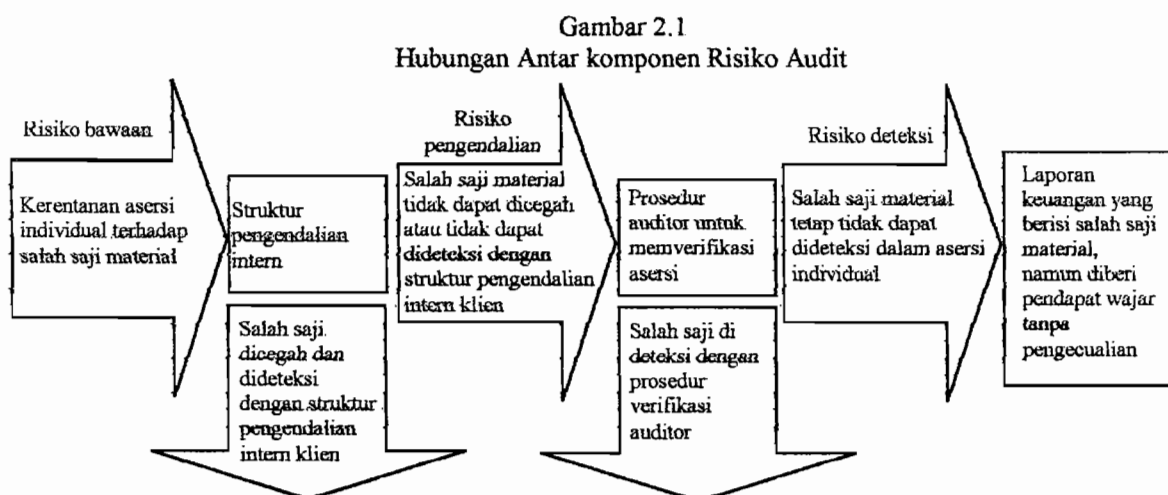 Gambar 2.1
Hubungan Antar komponen Risiko Audit
Risiko bawaan
Kerentanan asersi
individual terhadap
salah saji material
Struktur
pengendalian
intern
Salah saji.
dicegah dan
dideteksi
dengan struktur
pengendalian
intern klien
Risiko
pengendalian
Salah saji material
tidak dapat dicegah
atau tidak dapat
dideteksi dengan
struktur pengendalian
intern klien
Prosedur
auditor untuk
memverifikasi
asersi
Salah saji di
deteksi dengan
prosedur
verifikasi
auditor
Risiko deteksi
Salah saji material
tetap tidak dapat
dideteksi dalam asersi
individual
Laporan
keuangan yang
berisi salah saji
material,
namun diberi
pendapat wajar
tanpa
pengecualian